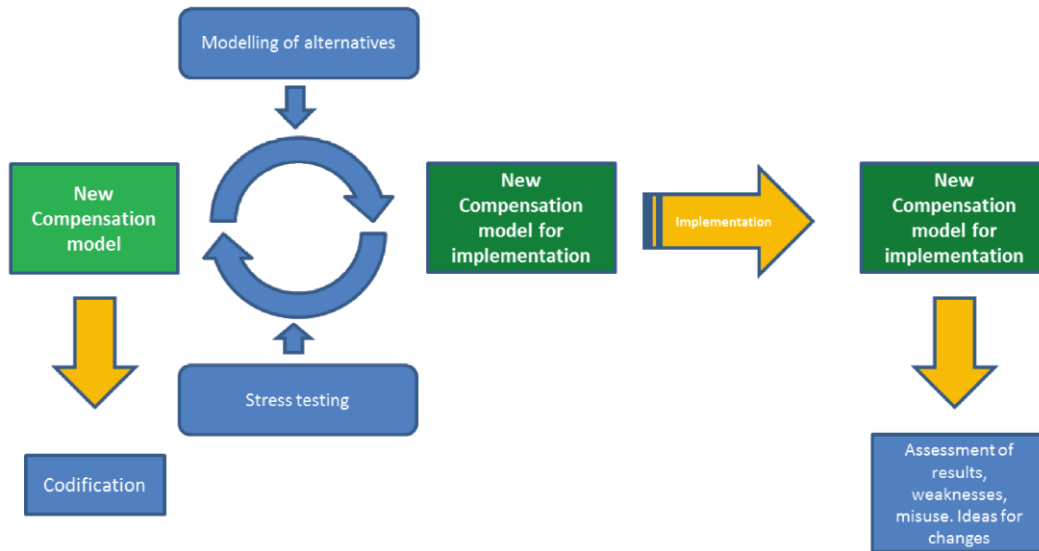 Modelling of alternatives
New
Compensation
model
New
Compensation
model for
implementation
Implementation
New
Compensation
model for
implementation
Stress testing
Codification
Assessment of
results,
weaknesses,
misuse. Ideas for
changes